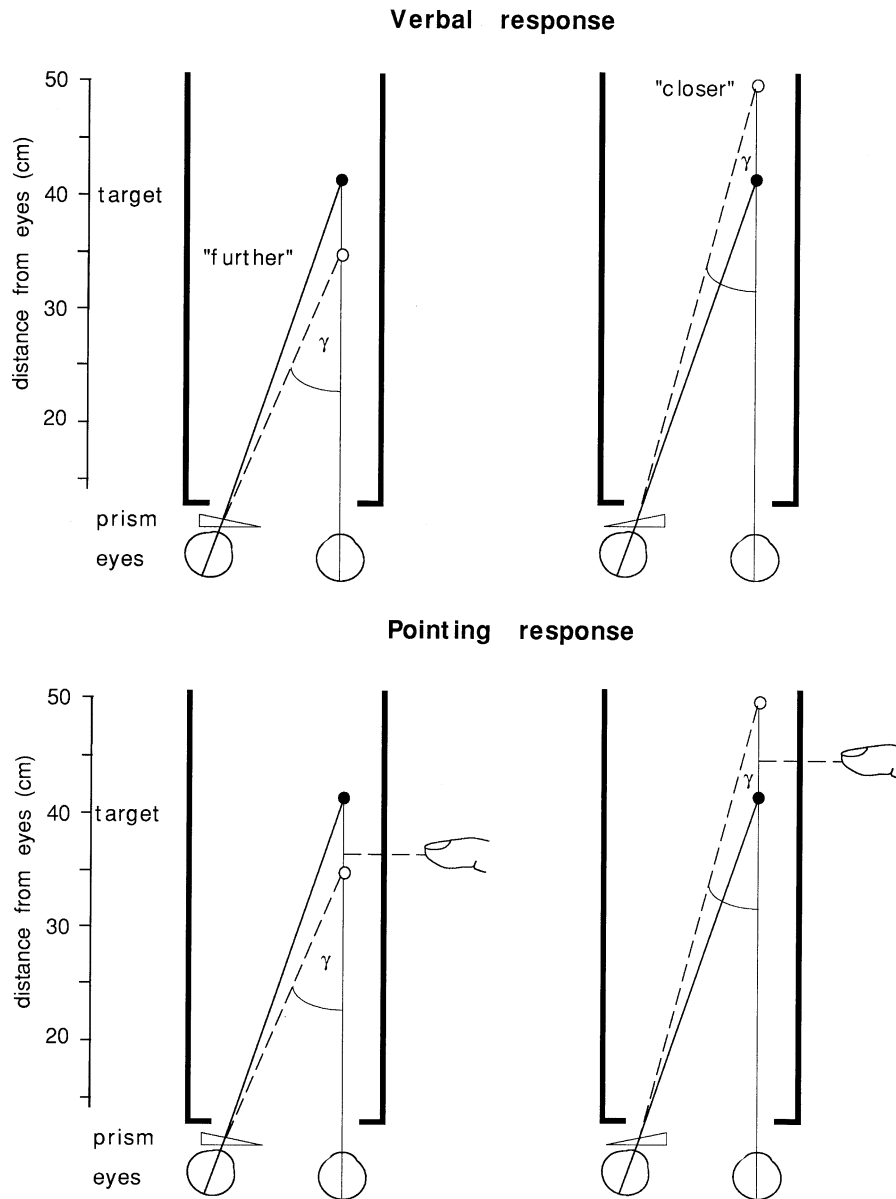 Verbal response
50
"closer"
γ
40
target
"further"
30
γ
20
distance from eyes (cm)
prism
eyes
Pointing response
50
γ
40
target
30
γ
20
distance from eyes (cm)
prism
eyes